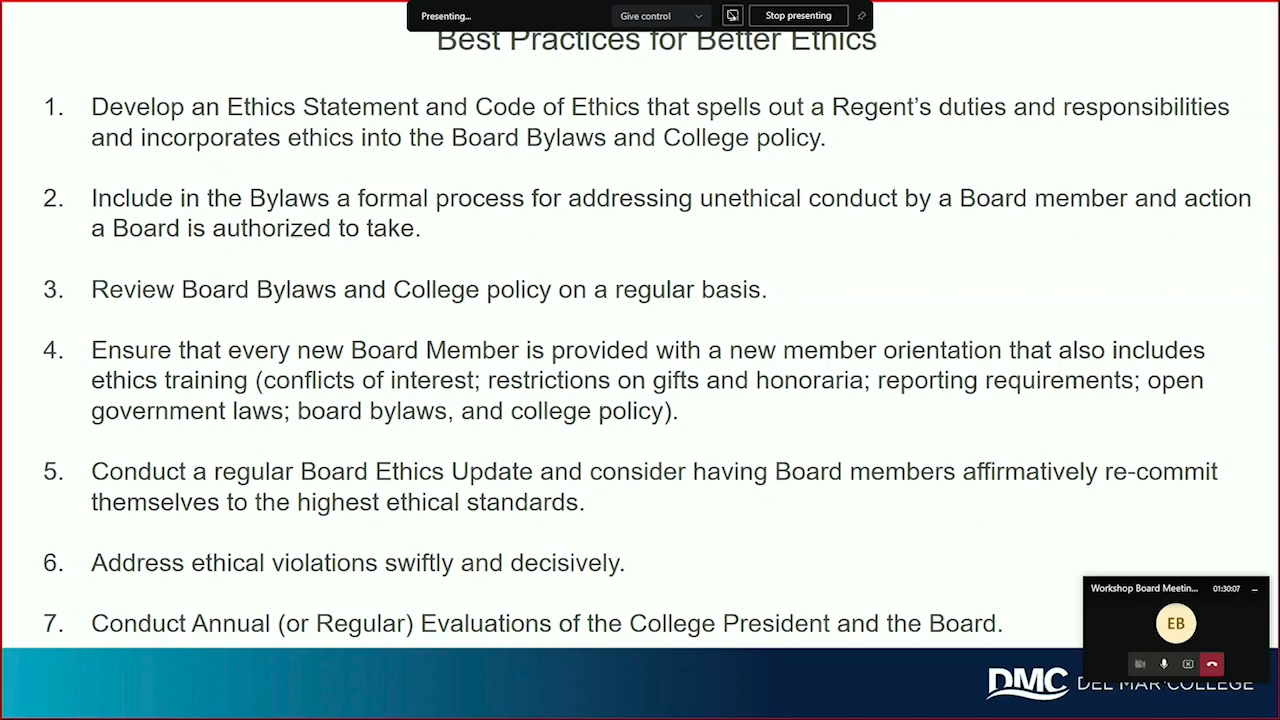 Presenting...
Give control
Stop presenting
Best Practices for Better Ethics
1. Develop an Ethics Statement and Code of Ethics that spells out a Regent's duties and responsibilities
and incorporates ethics into the Board Bylaws and College policy.
2. Include in the Bylaws a formal process for addressing unethical conduct by a Board member and action
a Board is authorized to take.
3. Review Board Bylaws and College policy on a regular basis.
4. Ensure that every new Board Member is provided with a new member orientation that also includes
ethics training (conflicts of interest; restrictions on gifts and honoraria; reporting requirements; open
government laws; board bylaws, and college policy).
5. Conduct a regular Board Ethics Update and consider having Board members affirmatively re-commit
themselves to the highest ethical standards.
6. Address ethical violations swiftly and decisively.
7. Conduct Annual (or Regular) Evaluations of the College President and the Board.
Workshop Board Meetin... 01:30:07
EB
DMC DEL MAR COLLEGE